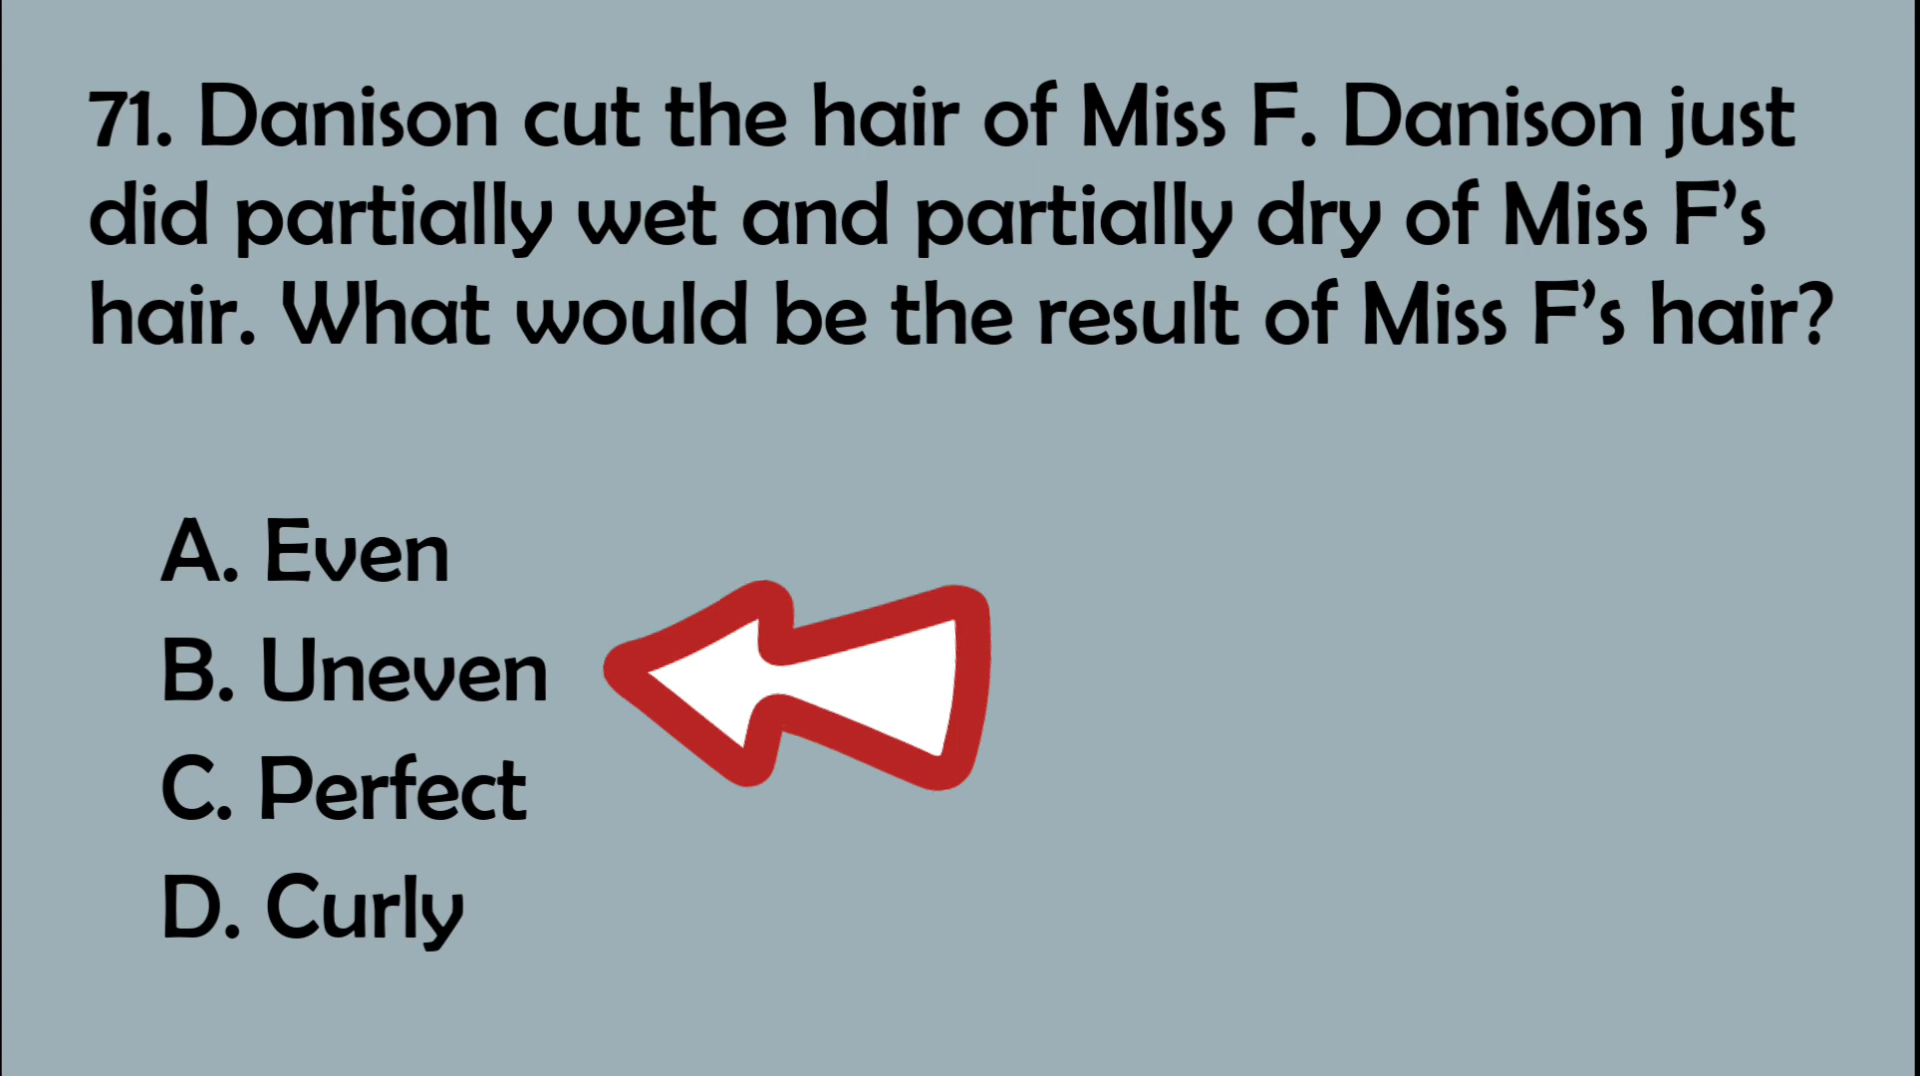 71. Danison cut the hair of Miss F. Danison just
did partially wet and partially dry of Miss F’s
hair. What would be the result of Miss F’s hair?
A. Even
B. Uneven
C. Perfect
D. Curly